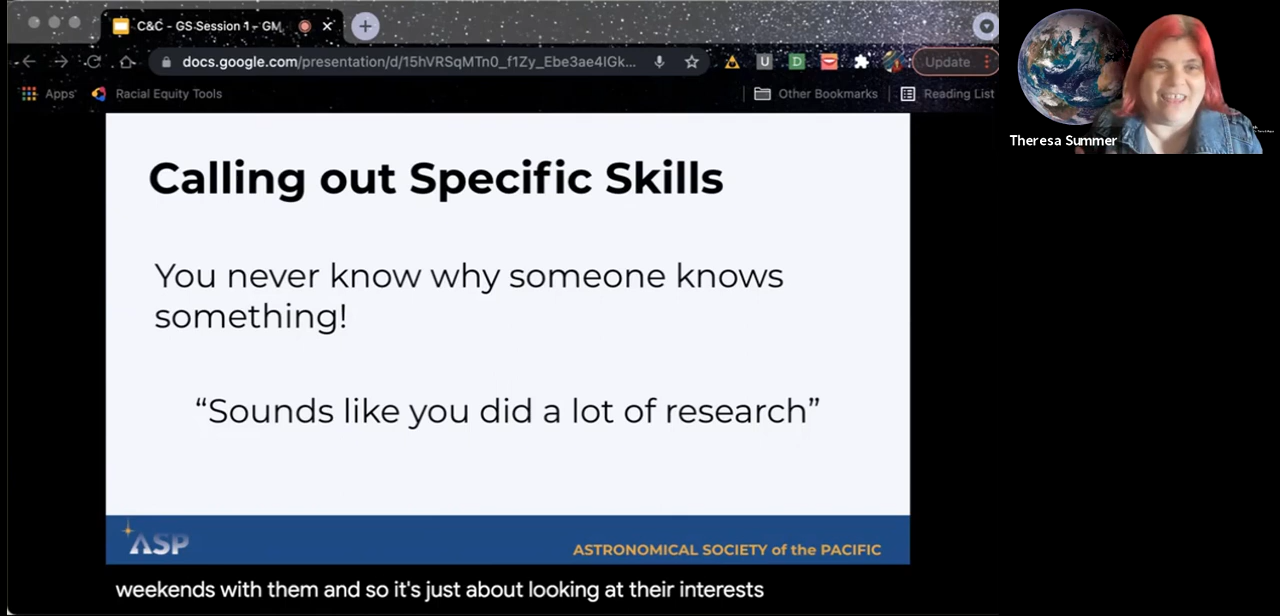 C&C - GS Session 1 - GM
docs.google.com/presentation/d/15hVRSqMTn0_f1Zy_Ebe3ae4IGk...
U
D
Update
Apps
Racial Equity Tools
Other Bookmarks
Reading List
Theresa Summer
Calling out Specific Skills
You never know why someone knows
something!
“Sounds like you did a lot of research”
ASP
ASTRONOMICAL SOCIETY of the PACIFIC
weekends with them and so it's just about looking at their interests